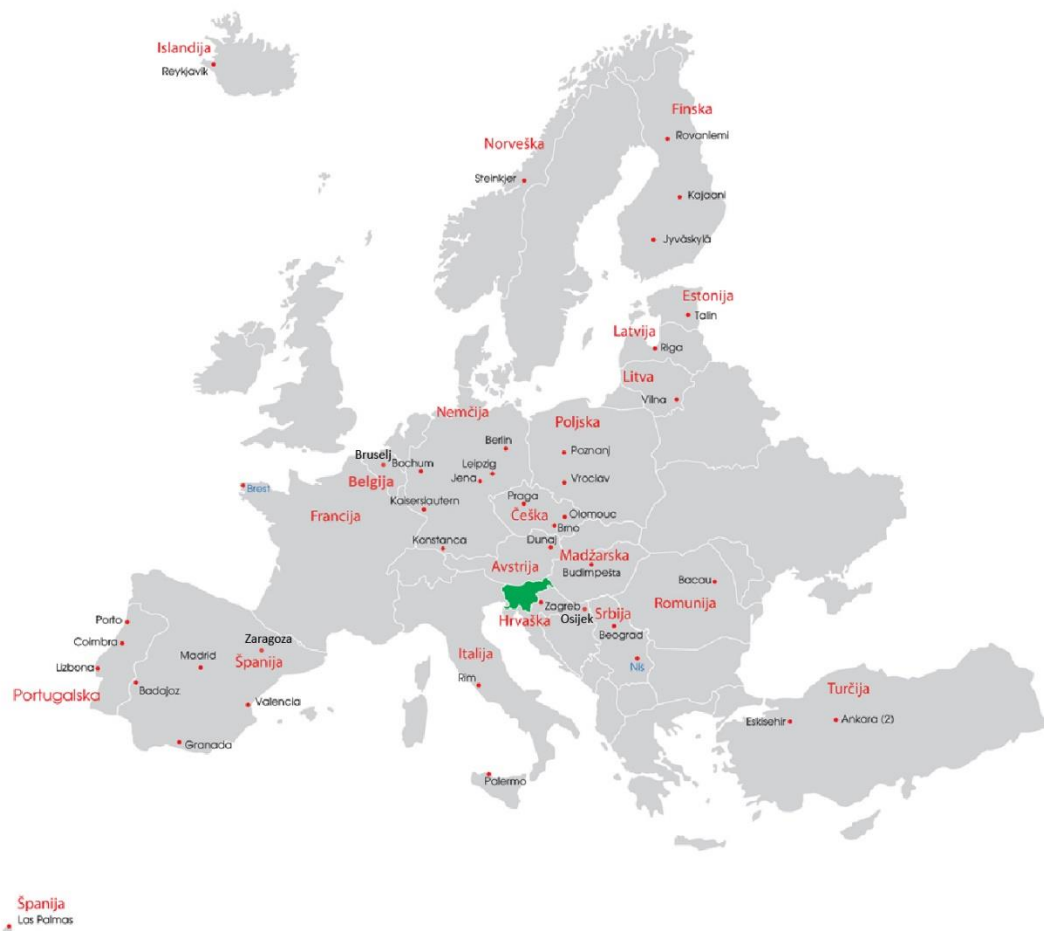 Islandija
Reykjavik
Finska
Rovaniemi
Norveška
Steinkjer
Kajaani
Jyväskylä
Estonija
Talin
Latvija
Riga
Litva
Vilna
Nemčija
Poljska
Berlin
Poznanj
Bruselj
Bochum
Leipzig
Jena
Belgija
Vroclav
Brest
Kaiserslautern
Praga
Francija
Češka
Olomouc
Brno
Konstanca
Dunaj
Madžarska
Avstrija
Budimpešta
Bacau
Romunija
Zagreb
Srbija
Hrvaška
Osijek
Beograd
Porto
Coimbra
Zaragoza
Madrid
Španija
Lizbona
Italija
Rim
Nis
Portugalska
Badajoz
Valencia
Turčija
Eskisehir
Ankara (2)
Granada
Palermo
Španija
Las Palmas